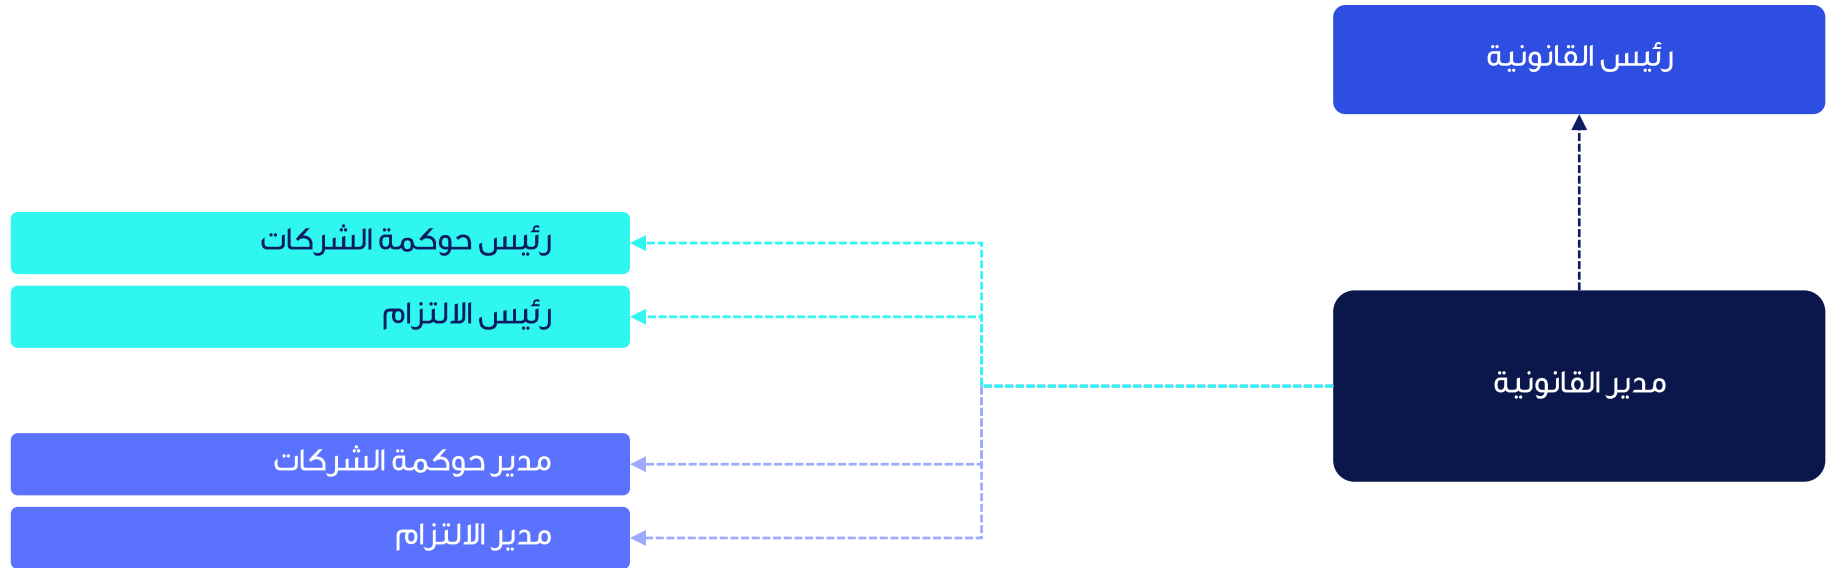 رئيس القانونية
مدير القانونية
رئيس حوكمة الشركات
رئيس الالتزام
مدير حوكمة الشركات
مدير الالتزام